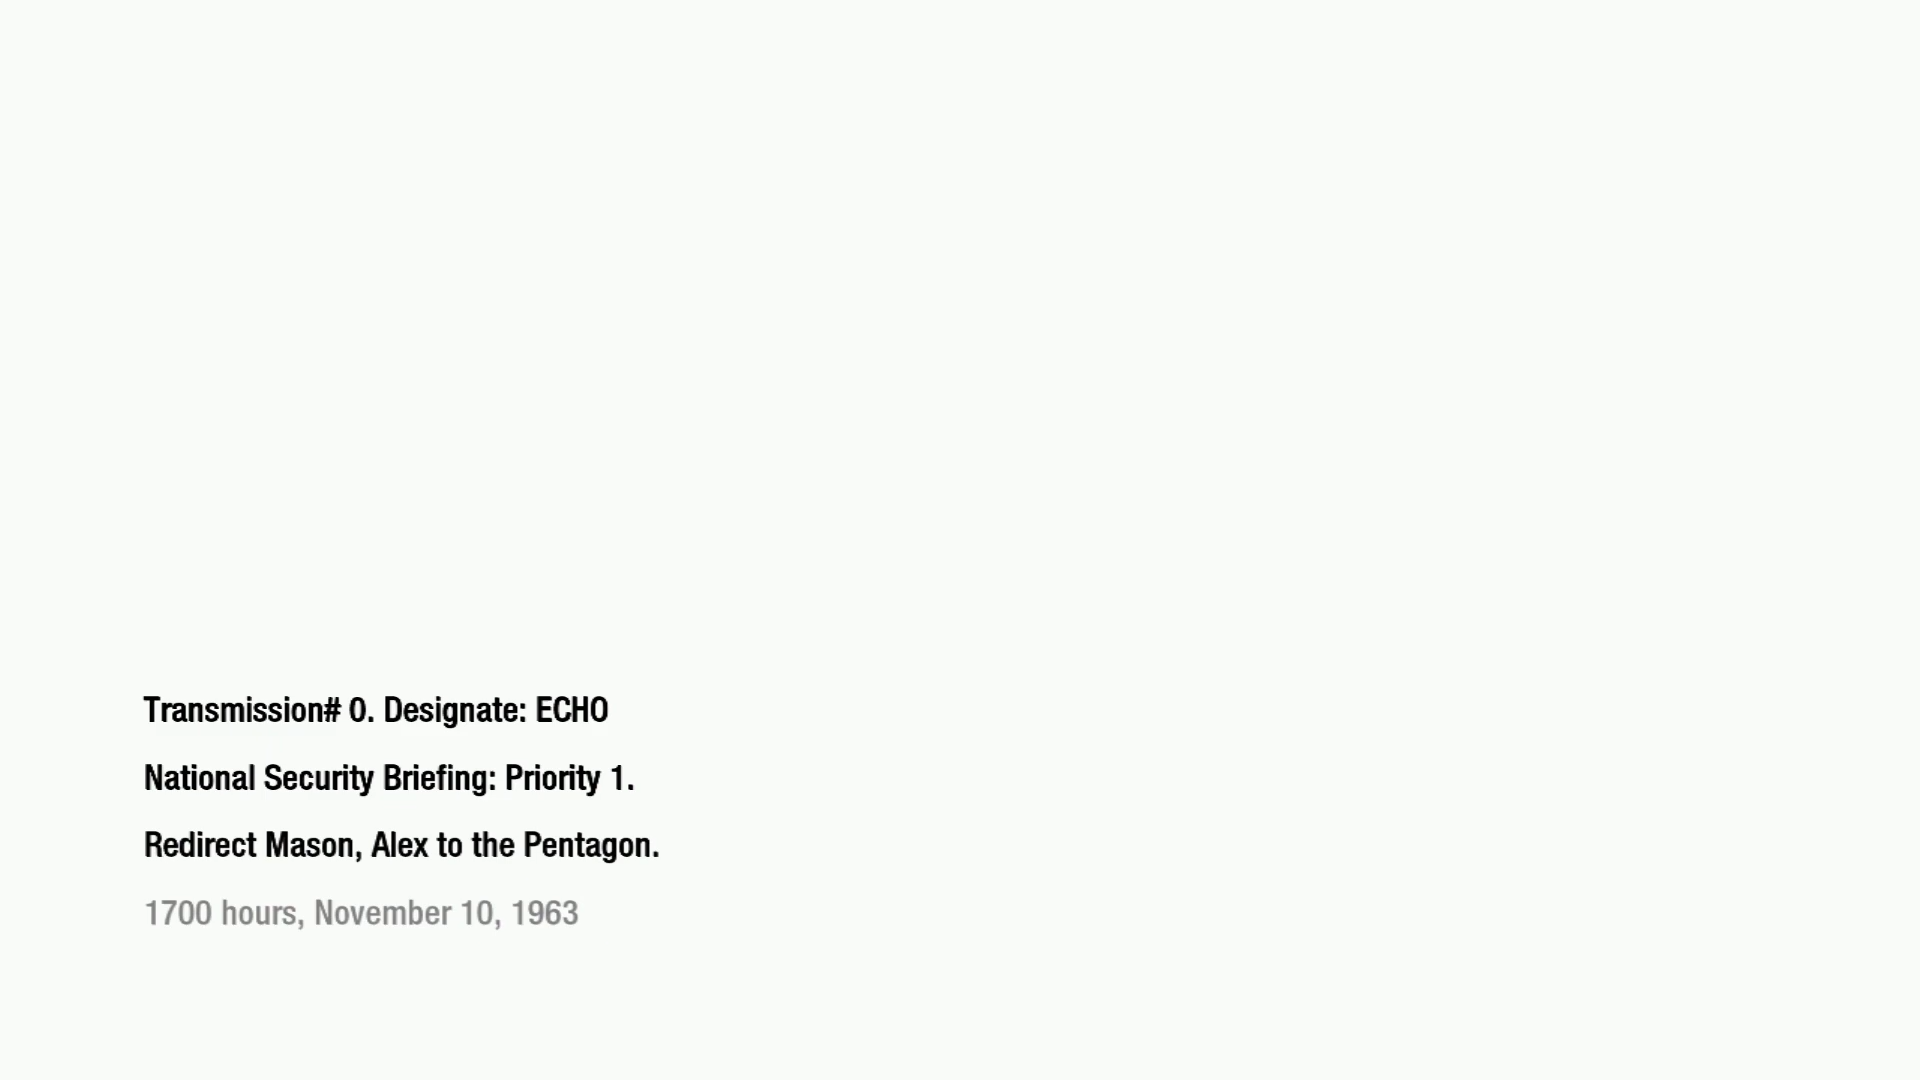 Transmission# 0. Designate: ECHO
National Security Briefing: Priority 1.
Redirect Mason, Alex to the Pentagon.
1700 hours, November 10, 1963